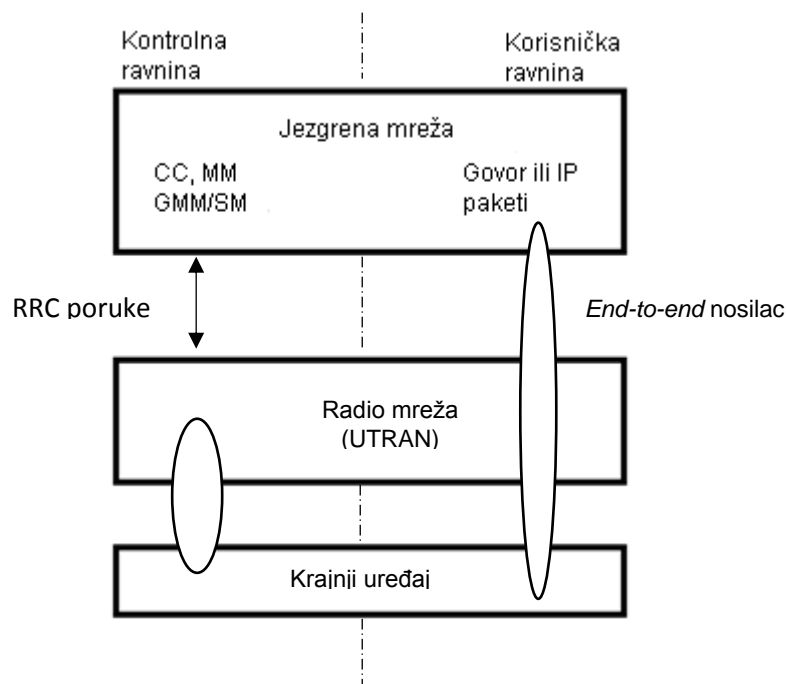 Kontrolna
ravnina
Korisnička
ravnina
Jezgrena mreža
CC, MM
GMM/SM
Govor ili IP
paketi
RRC poruke
End-to-end nosilac
Radio mreža
(UTRAN)
Krajnji uređaj